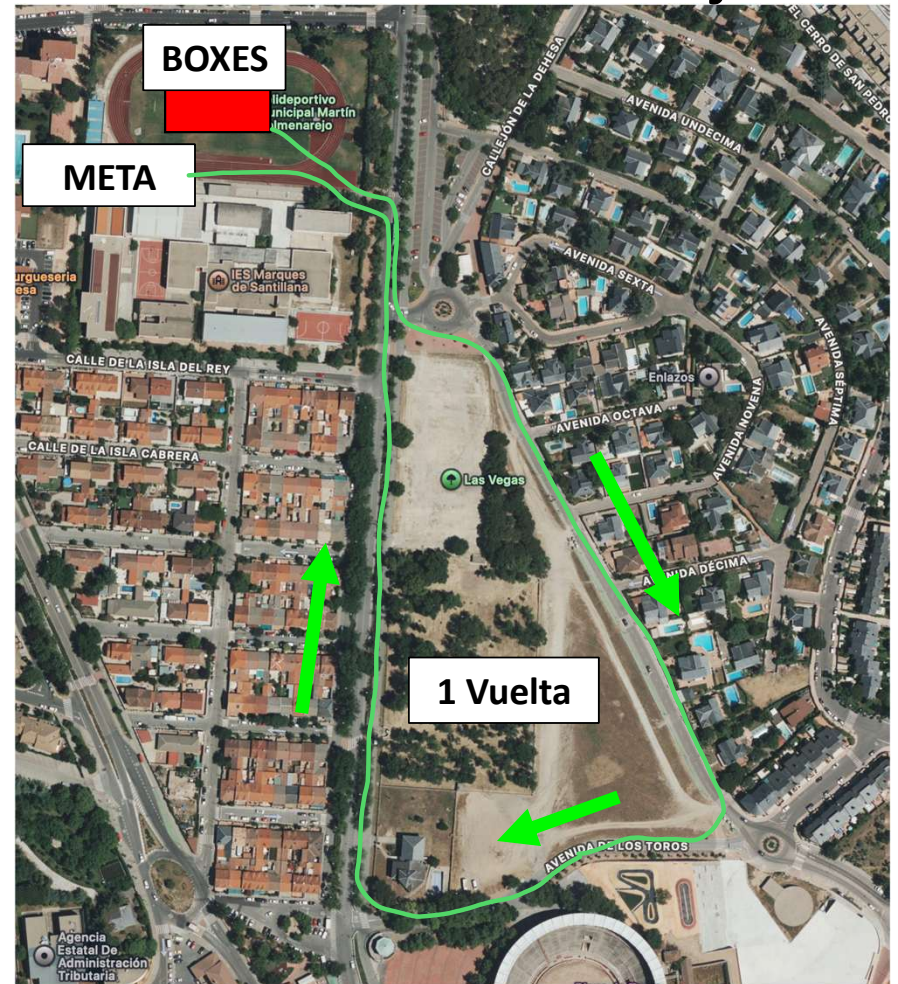 BOXES
META
lideportivo
unicipal Martín
lmenarejo
CALLEJÓN DE LA DEHESA
EL CERRO DE SAN PEDRO
AVENIDA UNDECIMA
AVENIDA SEXTA
AVENIDA SÉPTIMA
urgueseria
esa
IES Marques
de Santillana
CALLE DE LA ISLA DEL REY
Enlazos
AVENIDA OCTAVA
AVENIDA NOVENA
CALLE DE LA ISLA CABRERA
Las Vegas
AVENIDA DÉCIMA
1 Vuelta
AVENIDA DE LOS TOROS
Agencia
Estatal De
Administración
Tributaria